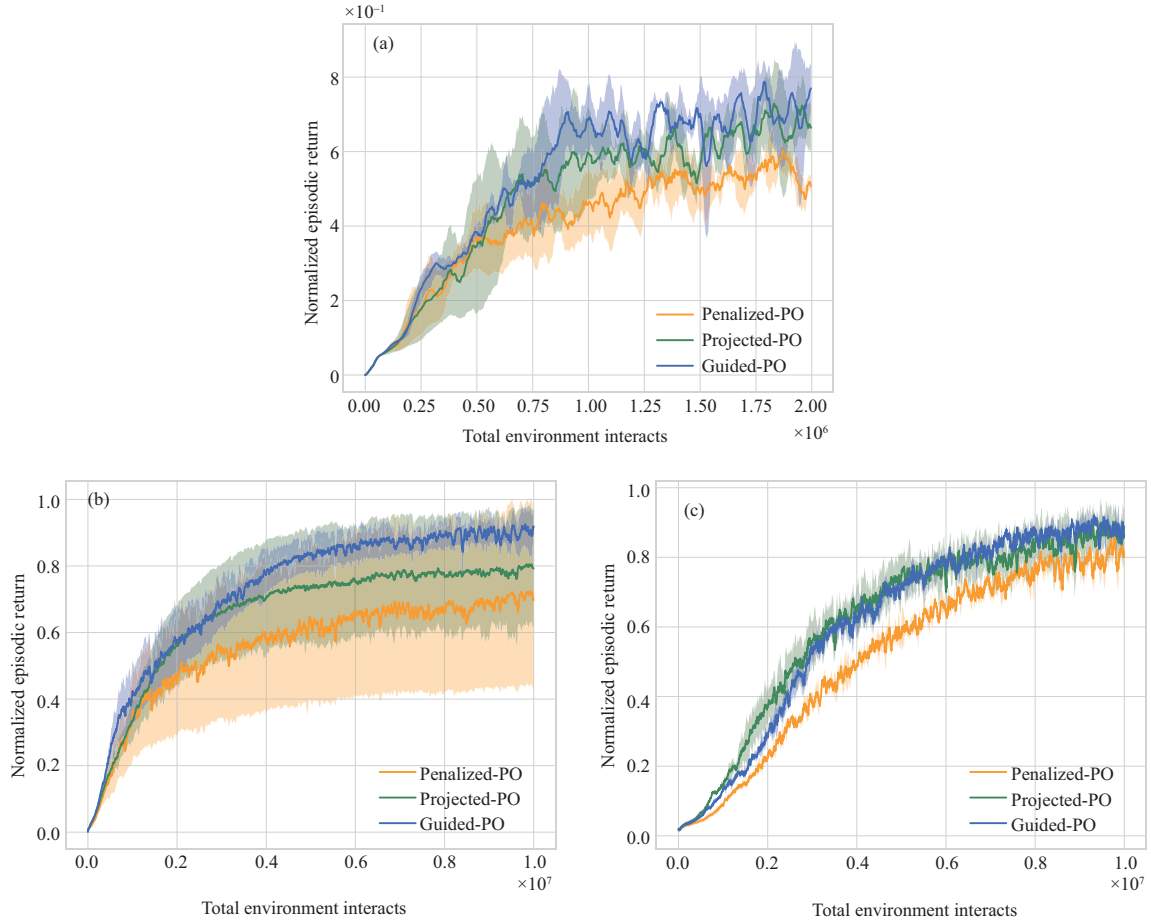 ×10⁻¹
(a)
8
6
4
2
0
Normalized episodic return
Penalized-PO
Projected-PO
Guided-PO
0.00 0.25 0.50 0.75 1.00 1.25 1.50 1.75 2.00
×10⁶
Total environment interacts
(b)
1.0
0.8
0.6
0.4
0.2
0.0
Normalized episodic return
Penalized-PO
Projected-PO
Guided-PO
0.0 0.2 0.4 0.6 0.8 1.0
×10⁷
Total environment interacts
(c)
1.0
0.8
0.6
0.4
0.2
0.0
Normalized episodic return
Penalized-PO
Projected-PO
Guided-PO
0.0 0.2 0.4 0.6 0.8 1.0
×10⁷
Total environment interacts